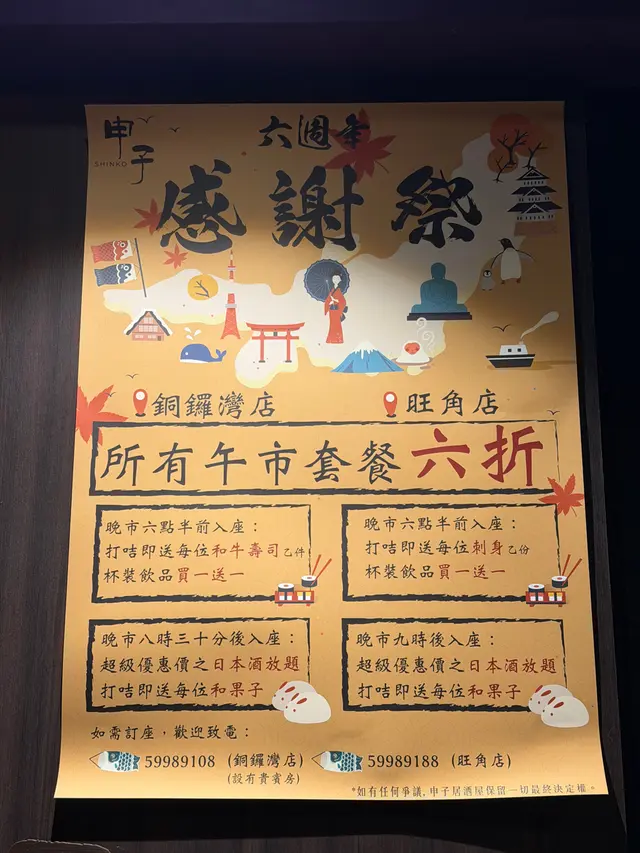 申子
SHINKO
六週年
感謝祭
銅鑼灣店
旺角店
所有午市套餐六折
晚市六點半前入座：
打咭即送每位和牛壽司乙件
杯裝飲品買一送一
晚市六點半前入座：
打咭即送每位刺身乙份
杯裝飲品買一送一
晚市八時三十分後入座：
超級優惠價之日本酒放題
打咭即送每位和果子
晚市九時後入座：
超級優惠價之日本酒放題
打咭即送每位和果子
如需訂座，歡迎致電：
59989108 (銅鑼灣店)
(設有貴賓房)
59989188 (旺角店)
*如有任何爭議,申子居酒屋保留一切最終決定權。